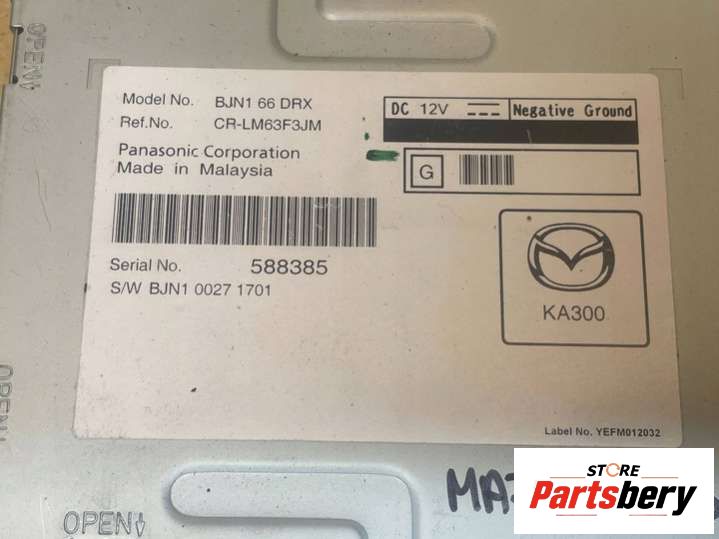 OPEN
Model No. BJN1 66 DRX
Ref.No. CR-LM63F3JM
DC 12V Negative Ground
Panasonic Corporation
Made in Malaysia
G
Serial No. 588385
S/W BJN1 0027 1701
KA300
OPEN
Label No. YEFM012032
OPEN
STORE
Partsbery